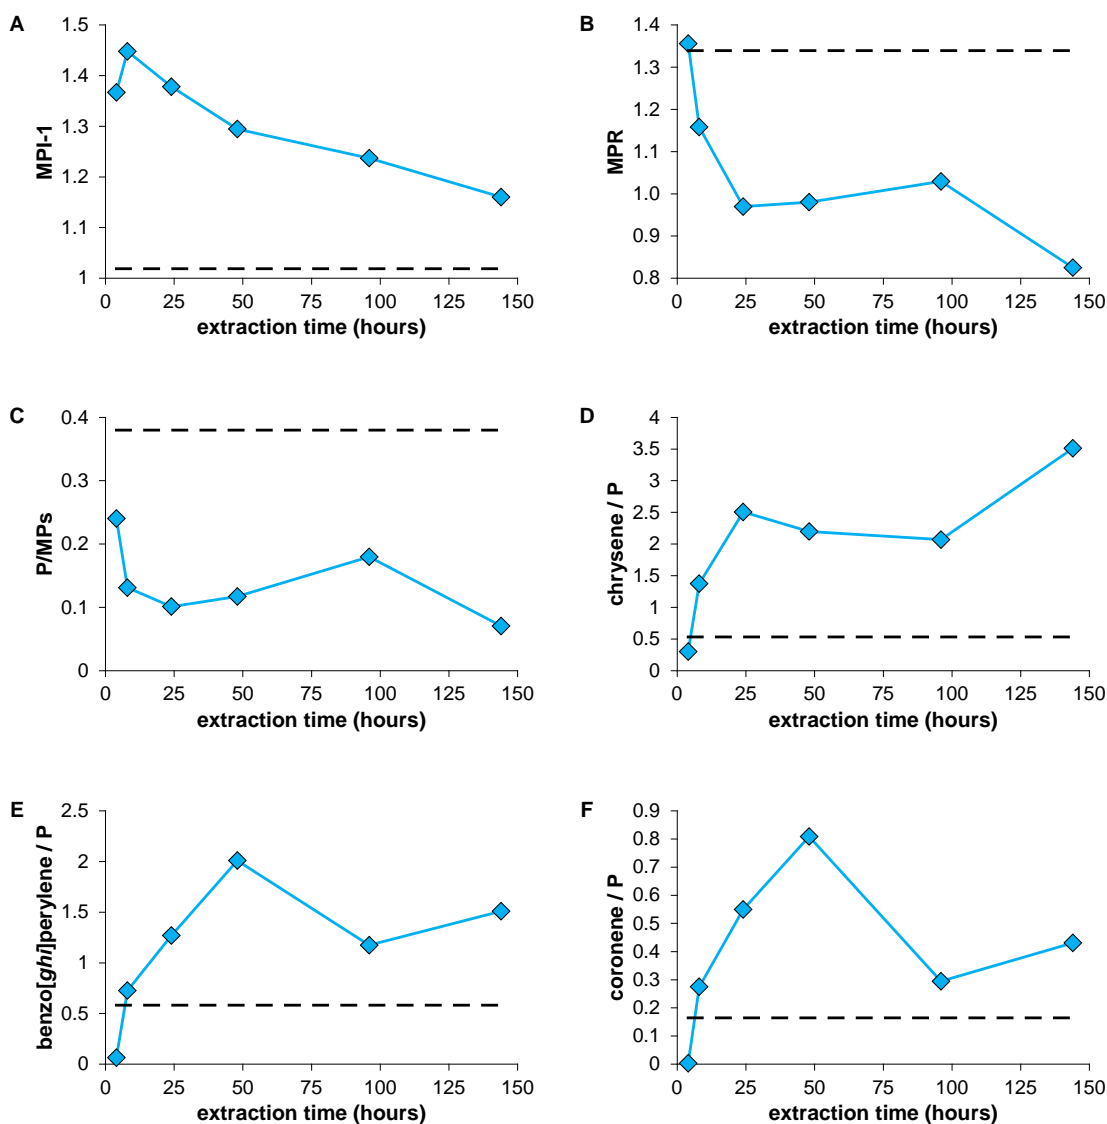 A
MPI-1
1.5
1.4
1.3
1.2
1.1
1
0 25 50 75 100 125 150
extraction time (hours)
B
MPR
1.4
1.3
1.2
1.1
1.0
0.9
0.8
0 25 50 75 100 125 150
extraction time (hours)
C
P/MPs
0.4
0.3
0.2
0.1
0
0 25 50 75 100 125 150
extraction time (hours)
D
chrysene / P
4
3.5
3
2.5
2
1.5
1
0.5
0
0 25 50 75 100 125 150
extraction time (hours)
E
benzo[ghi]perylene / P
2.5
2
1.5
1
0.5
0
0 25 50 75 100 125 150
extraction time (hours)
F
coronene / P
0.9
0.8
0.7
0.6
0.5
0.4
0.3
0.2
0.1
0
0 25 50 75 100 125 150
extraction time (hours)